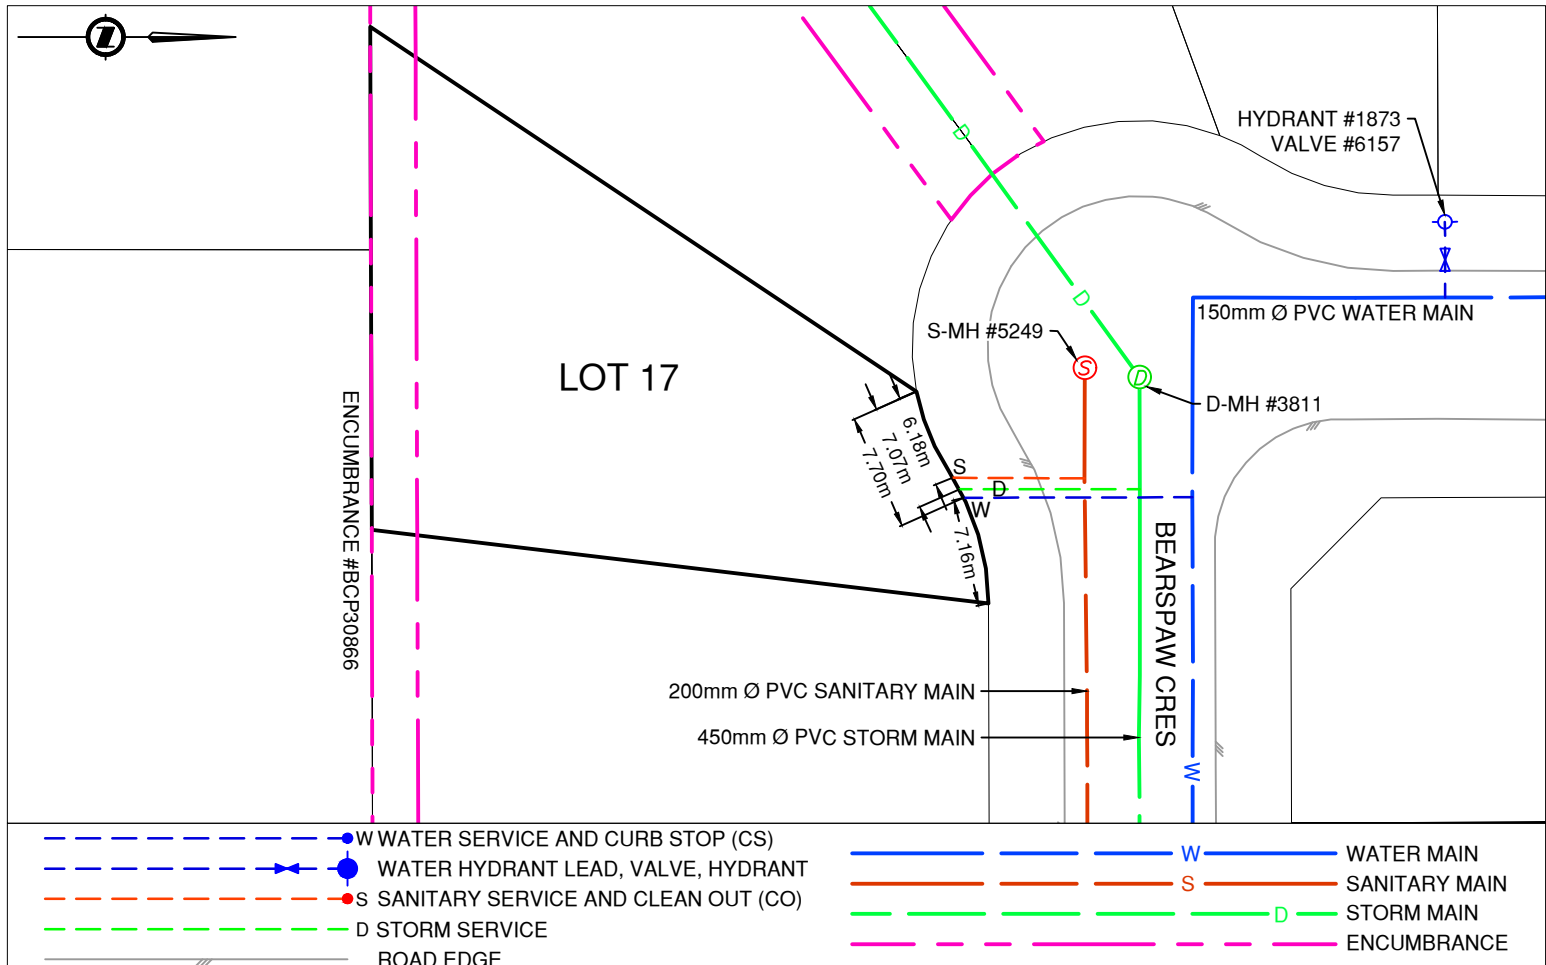 Z
D
HYDRANT #1873
VALVE #6157
D
150mm Ø PVC WATER MAIN
S-MH #5249
S
D
D-MH #3811
LOT 17
ENCUMBRANCE #BCP30866
6.18m
7.07m
7.70m
S
D
W
7.16m
BEARSPAW CRES
200mm Ø PVC SANITARY MAIN
450mm Ø PVC STORM MAIN
W
W WATER SERVICE AND CURB STOP (CS)
WATER HYDRANT LEAD, VALVE, HYDRANT
S SANITARY SERVICE AND CLEAN OUT (CO)
D STORM SERVICE
ROAD EDGE
W WATER MAIN
S SANITARY MAIN
D STORM MAIN
ENCUMBRANCE